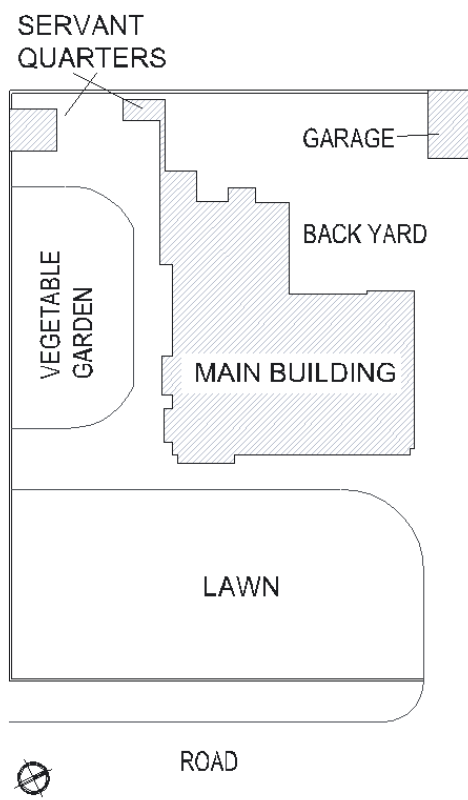 SERVANT
QUARTERS
GARAGE
BACK YARD
VEGETABLE
GARDEN
MAIN BUILDING
LAWN
ROAD